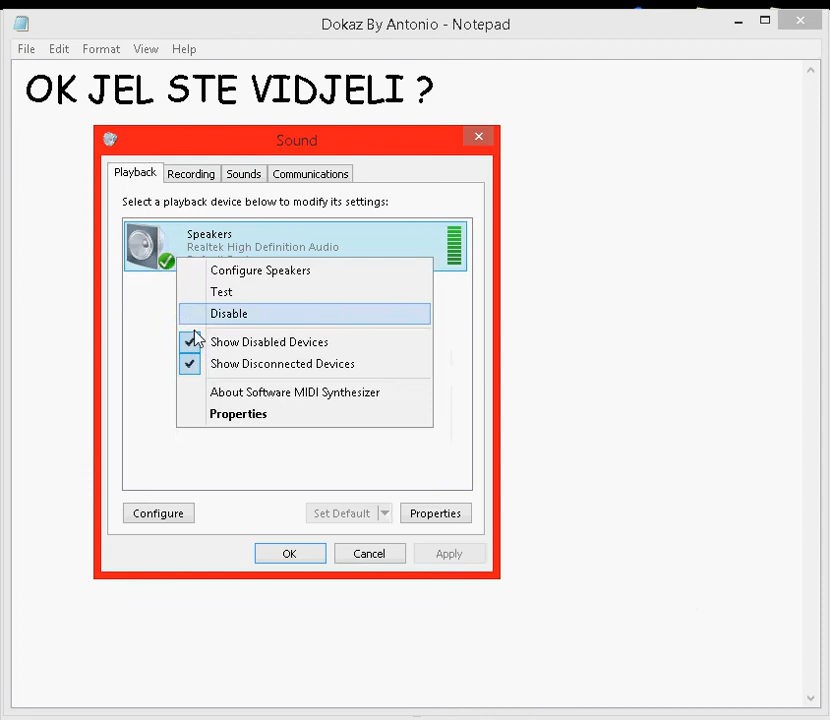 Dokaz By Antonio - Notepad
File Edit Format View Help
OK JEL STE VIDJELI ?
Sound
Playback Recording Sounds Communications
Select a playback device below to modify its settings:
Speakers
Realtek High Definition Audio
Configure Speakers
Test
Disable
Show Disabled Devices
Show Disconnected Devices
About Software MIDI Synthesizer
Properties
Configure Set Default Properties
OK Cancel Apply